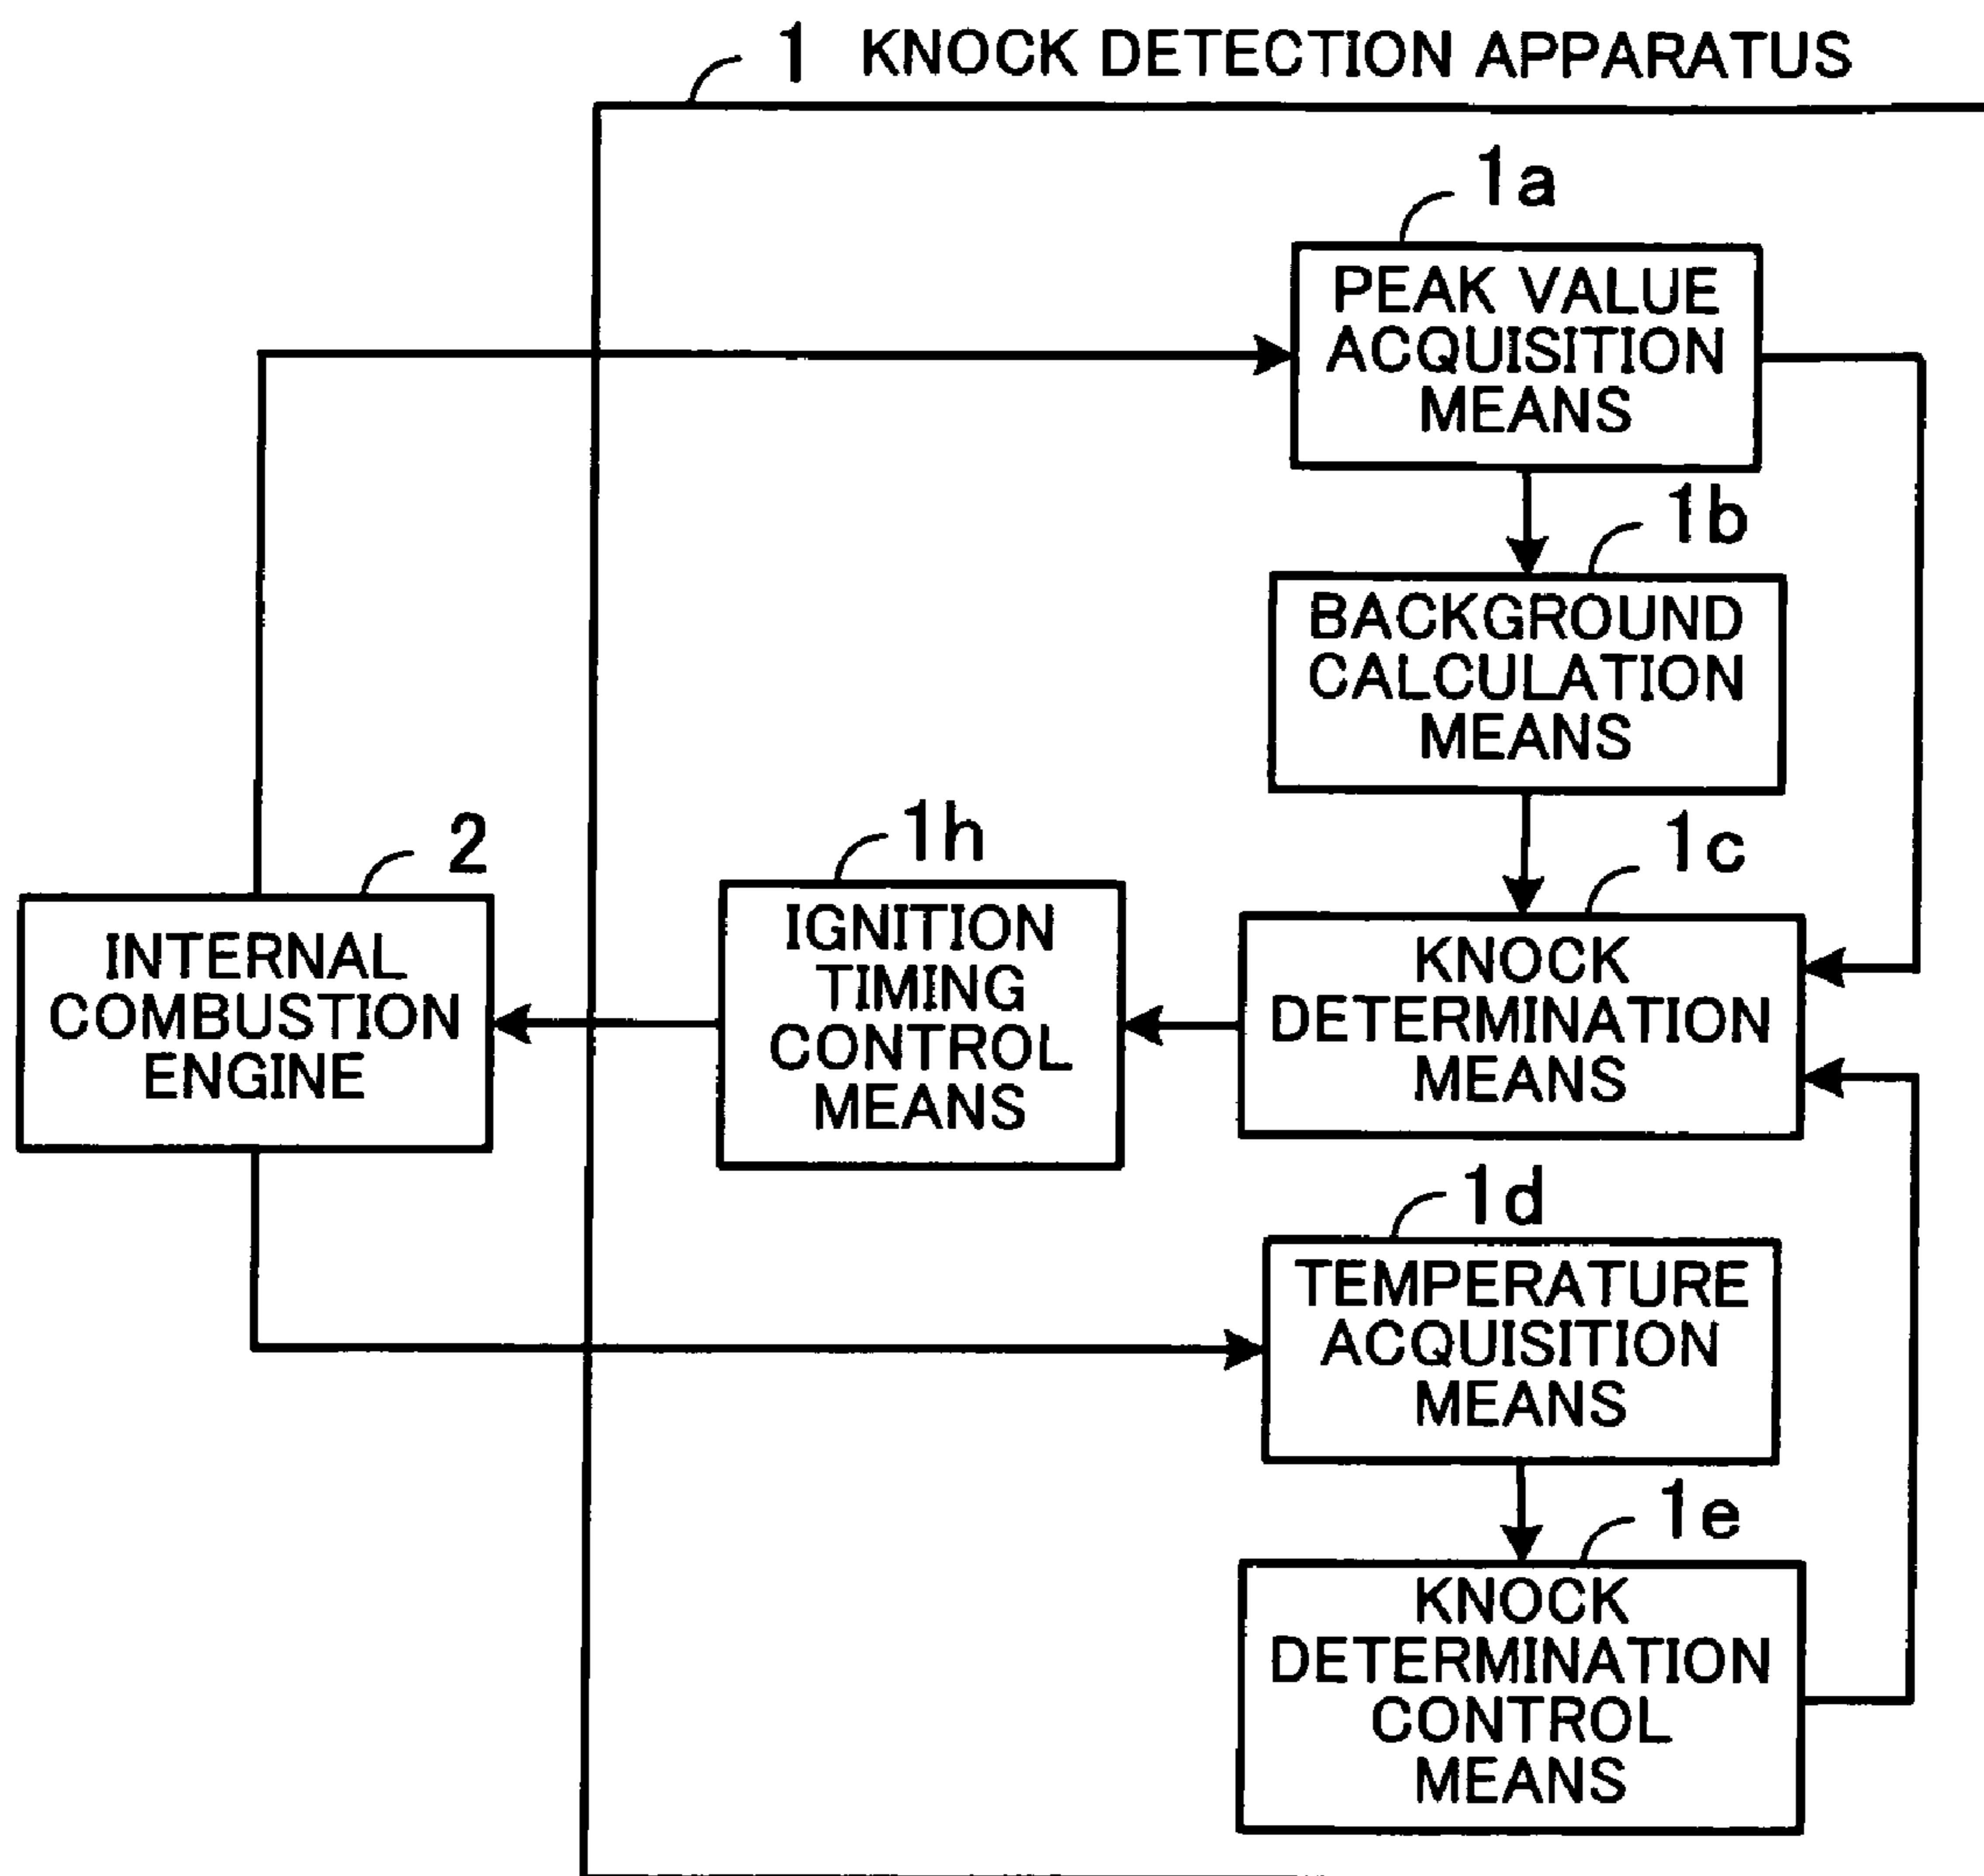 1 KNOCK DETECTION APPARATUS
1a
PEAK VALUE
ACQUISITION
MEANS
1b
BACKGROUND
CALCULATION
MEANS
2
INTERNAL
COMBUSTION
ENGINE
1h
IGNITION
TIMING
CONTROL
MEANS
1c
KNOCK
DETERMINATION
MEANS
1d
TEMPERATURE
ACQUISITION
MEANS
1e
KNOCK
DETERMINATION
CONTROL
MEANS